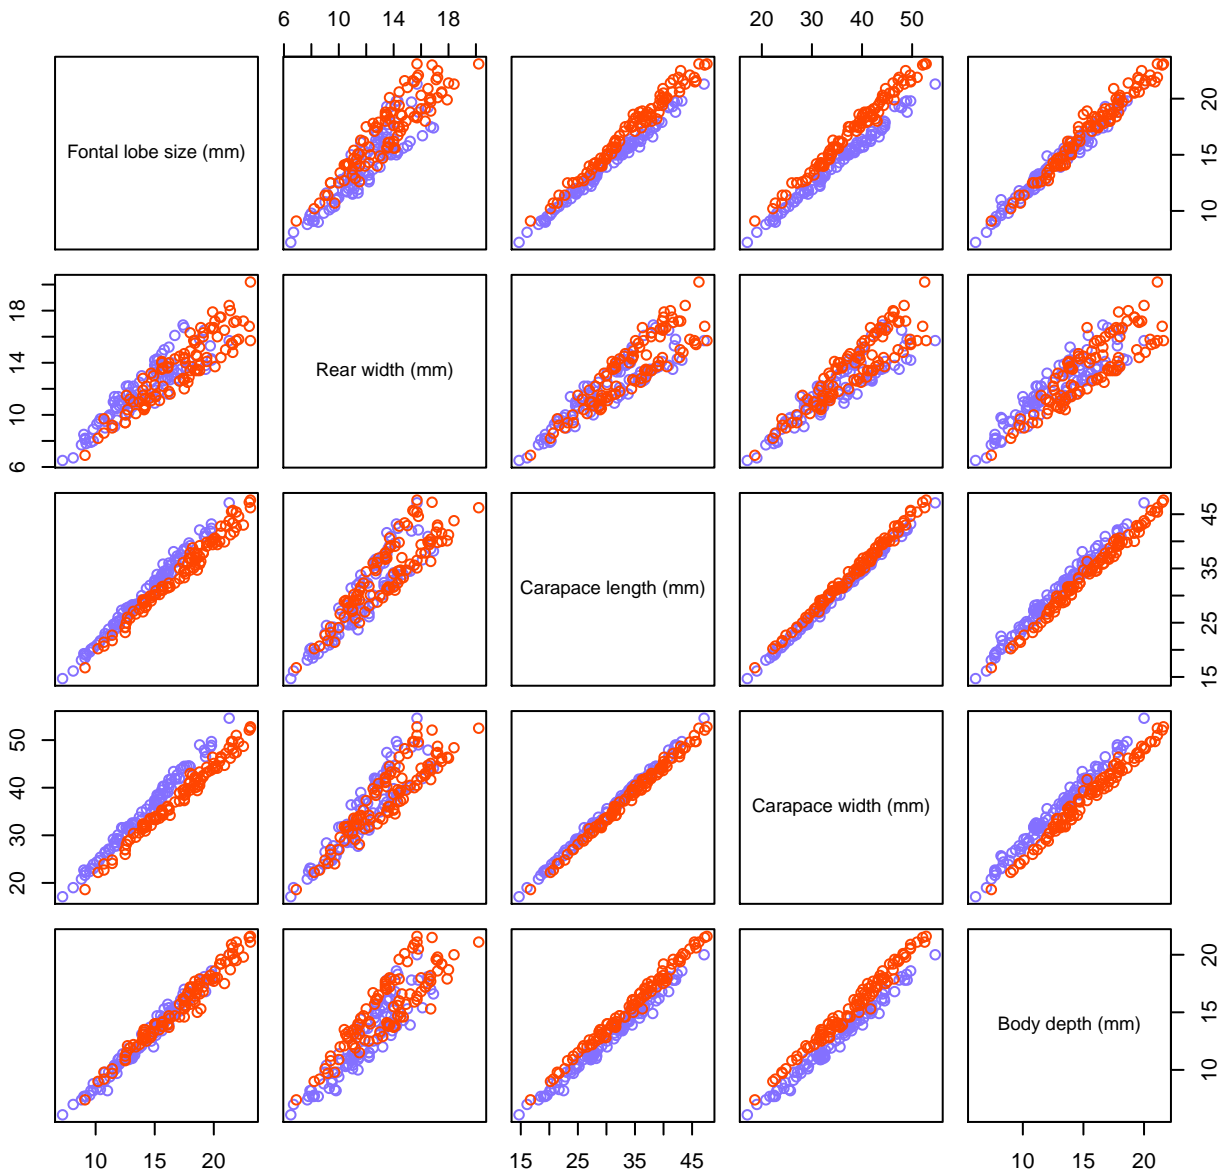 6 10 14 18
20 30 40 50
Fontal lobe size (mm)
10 15 20
6 10 14 18
Rear width (mm)
Carapace length (mm)
15 25 35 45
20 30 40 50
Carapace width (mm)
Body depth (mm)
10 15 20
10 15 20
15 25 35 45
10 15 20